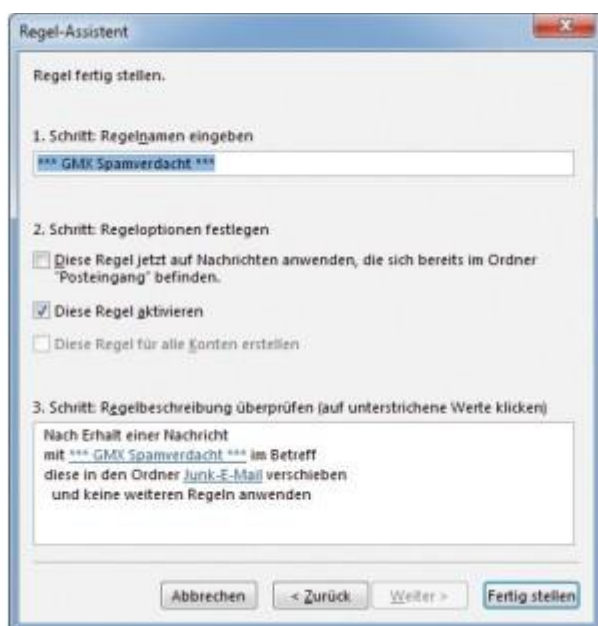 Regel-Assistent
Regel fertig stellen.
1. Schritt: Regelnamen eingeben
*** GMX Spamverdacht ***
2. Schritt: Regeloptionen festlegen
Diese Regel jetzt auf Nachrichten anwenden, die sich bereits im Ordner
"Posteingang" befinden.
Diese Regel aktivieren
Diese Regel für alle Konten erstellen
3. Schritt: Regelbeschreibung überprüfen (auf unterstrichene Werte klicken)
Nach Erhalt einer Nachricht
mit *** GMX Spamverdacht *** im Betreff
diese in den Ordner Junk-E-Mail verschieben
und keine weiteren Regeln anwenden
Abbrechen < Zurück Weiter > Fertig stellen